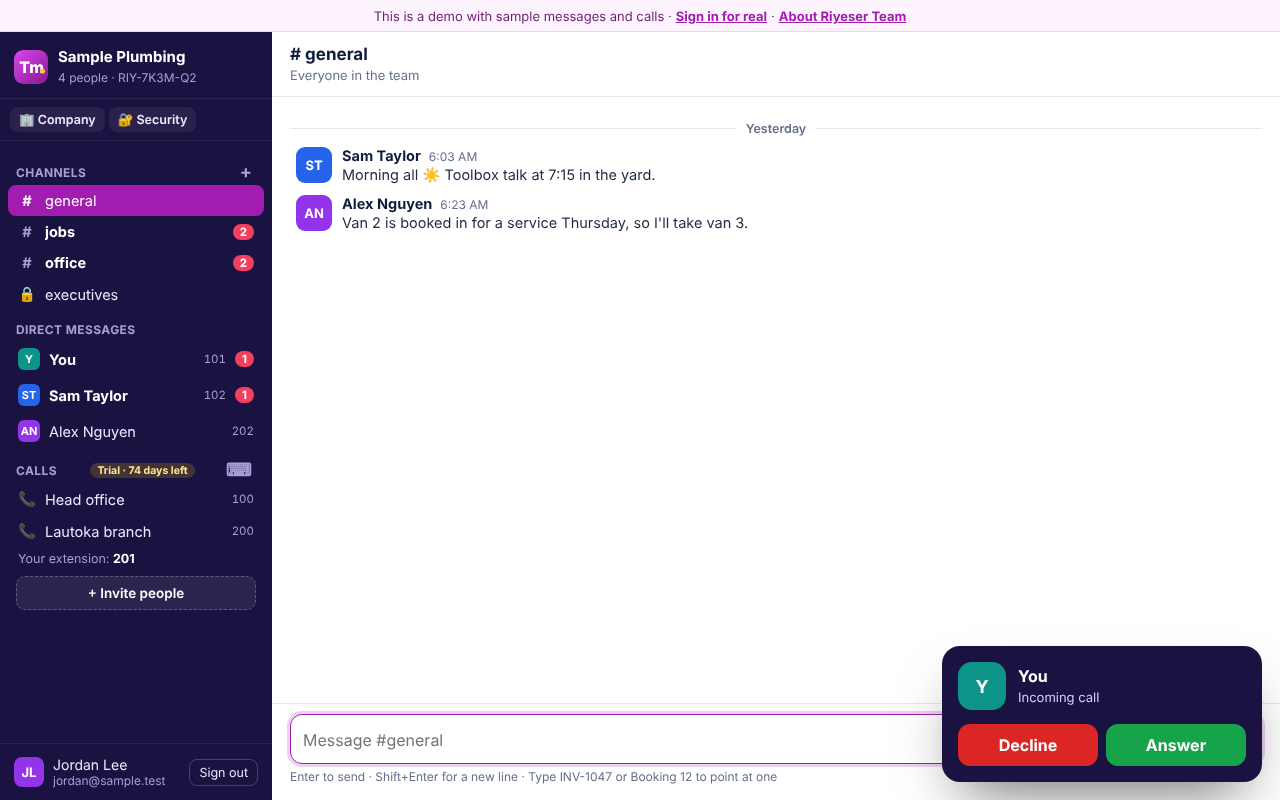 This is a demo with sample messages and calls · Sign in for real · About Riyeser Team
Tm
Sample Plumbing
4 people · RIY-7K3M-Q2
🏢 Company
🔐 Security
CHANNELS +
# general
# jobs 2
# office 2
🔒 executives
DIRECT MESSAGES
Y You 101 1
ST Sam Taylor 102 1
AN Alex Nguyen 202
CALLS Trial · 74 days left ⌨
📞 Head office 100
📞 Lautoka branch 200
Your extension: 201
+ Invite people
JL Jordan Lee
jordan@sample.test
Sign out
# general
Everyone in the team
Yesterday
ST Sam Taylor 6:03 AM
Morning all ☀️ Toolbox talk at 7:15 in the yard.
AN Alex Nguyen 6:23 AM
Van 2 is booked in for a service Thursday, so I'll take van 3.
Message #general
Enter to send · Shift+Enter for a new line · Type INV-1047 or Booking 12 to point at one
Y You
Incoming call
Decline
Answer